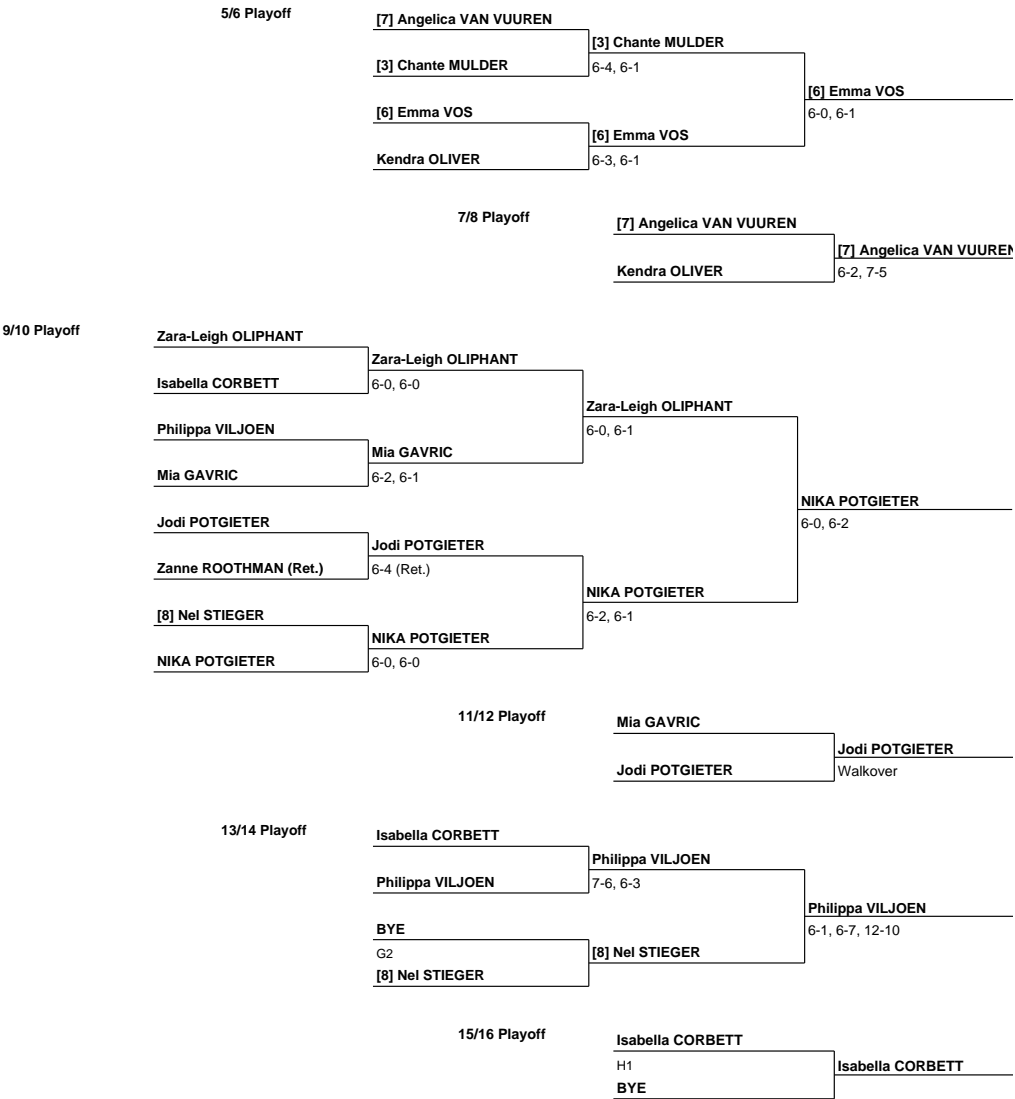 5/6 Playoff
[7] Angelica VAN VUUREN
[3] Chante MULDER
[3] Chante MULDER
6-4, 6-1
[6] Emma VOS
6-0, 6-1
[6] Emma VOS
[6] Emma VOS
Kendra OLIVER
6-3, 6-1
7/8 Playoff
[7] Angelica VAN VUUREN
[7] Angelica VAN VUUREN
Kendra OLIVER
6-2, 7-5
9/10 Playoff
Zara-Leigh OLIPHANT
Zara-Leigh OLIPHANT
Isabella CORBETT
6-0, 6-0
Zara-Leigh OLIPHANT
6-0, 6-1
Philippa VILJOEN
Mia GAVRIC
Mia GAVRIC
6-2, 6-1
NIKA POTGIETER
6-0, 6-2
Jodi POTGIETER
Jodi POTGIETER
Zanne ROOTHMAN (Ret.)
6-4 (Ret.)
NIKA POTGIETER
6-2, 6-1
[8] Nel STIEGER
NIKA POTGIETER
NIKA POTGIETER
6-0, 6-0
11/12 Playoff
Mia GAVRIC
Jodi POTGIETER
Jodi POTGIETER
Walkover
13/14 Playoff
Isabella CORBETT
Philippa VILJOEN
Philippa VILJOEN
7-6, 6-3
Philippa VILJOEN
6-1, 6-7, 12-10
BYE
G2
[8] Nel STIEGER
[8] Nel STIEGER
15/16 Playoff
Isabella CORBETT
H1
Isabella CORBETT
BYE